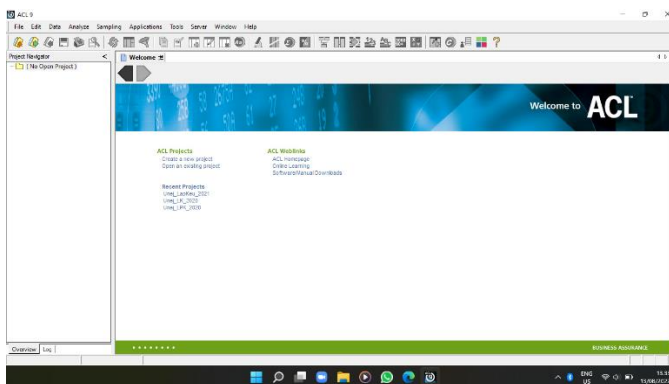 ACL 9
File Edit Data Analyze Sampling Applications Tools Server Window Help
Project Navigator <
Welcome
(No Open Project)
Welcome to ACL
ACL Projects
Create a new project
Open an existing project
ACL Weblinks
ACL Homepage
Online Learning
Software/Manual Downloads
Recent Projects
Unej_LapKeu_2021
Unej_LK_2020
BUSINESS ASSURANCE
Overview Log
ENG
US